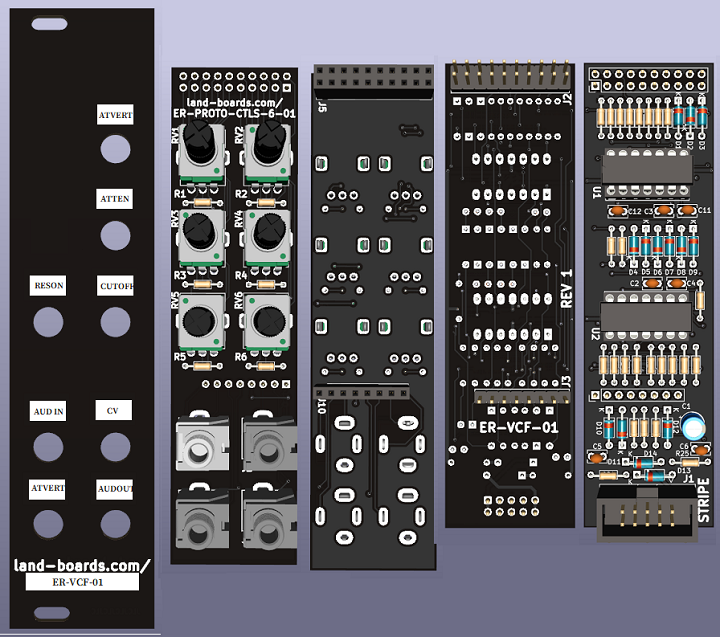 ATVERT
ATTEN
RESON
CUTOFF
AUD IN
CV
ATVERT
AUDOUT
land-boards.com/
ER-VCF-01
land-boards.com/
ER-PROTO-CTLS-6-01
RV1
RV2
R1
R2
RV3
RV4
R3
R4
RV5
RV6
R5
R6
J5
J10
J2
REV 1
J3
ER-VCF-01
K
K
D1
D2
D3
U1
C12
C3
C11
K
K
D4
D5
D6
D7
D8
D9
C2
C4
U2
C1
K
K
D10
D12
C5
C6
K
D14
R25
D11
D13
K
J1
STRIPE